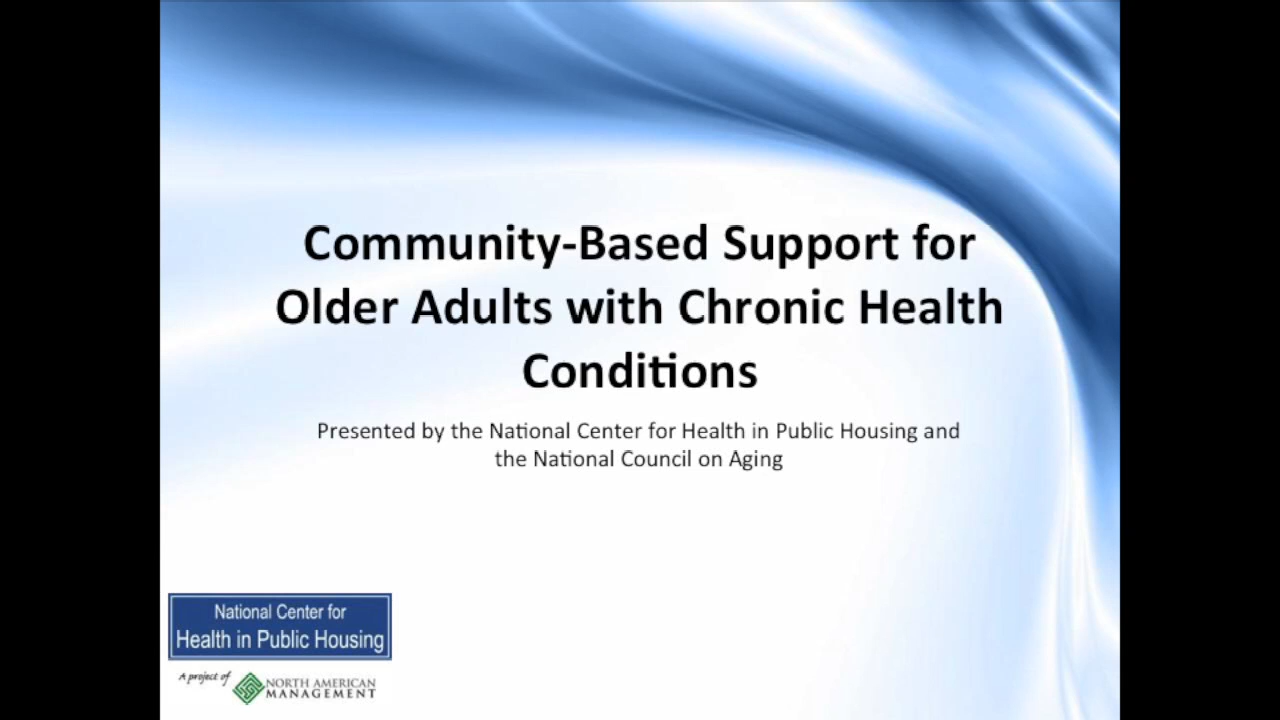 Community-Based Support for
Older Adults with Chronic Health
Conditions
Presented by the National Center for Health in Public Housing and
the National Council on Aging
National Center for
Health in Public Housing
A project of
NORTH AMERICAN
MANAGEMENT